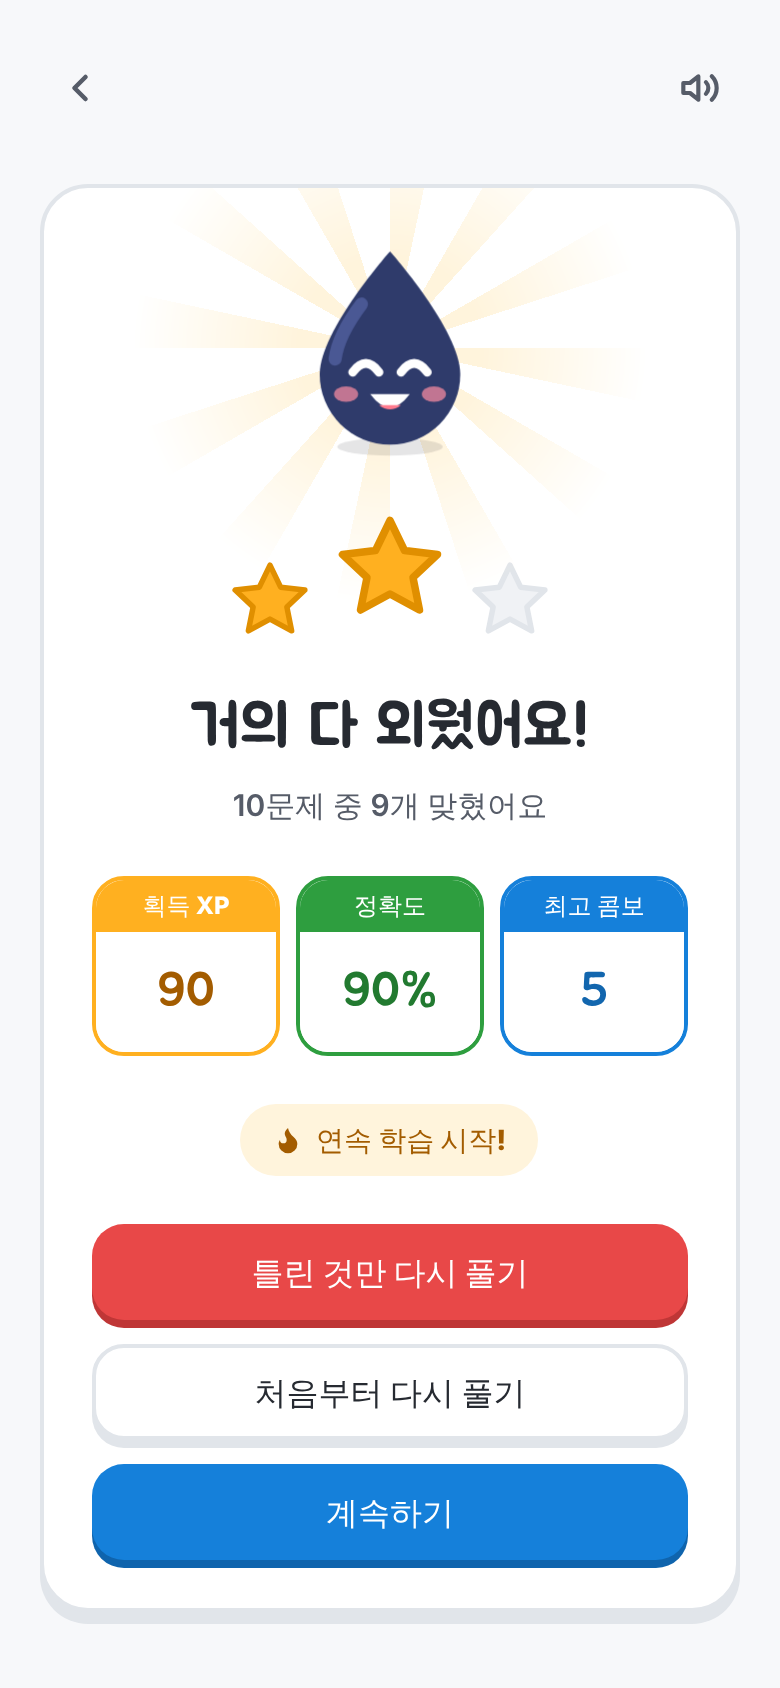 거의 다 외웠어요!
10문제 중 9개 맞혔어요
획득 XP
정확도
최고 콤보
90
90%
5
연속 학습 시작!
틀린 것만 다시 풀기
처음부터 다시 풀기
계속하기